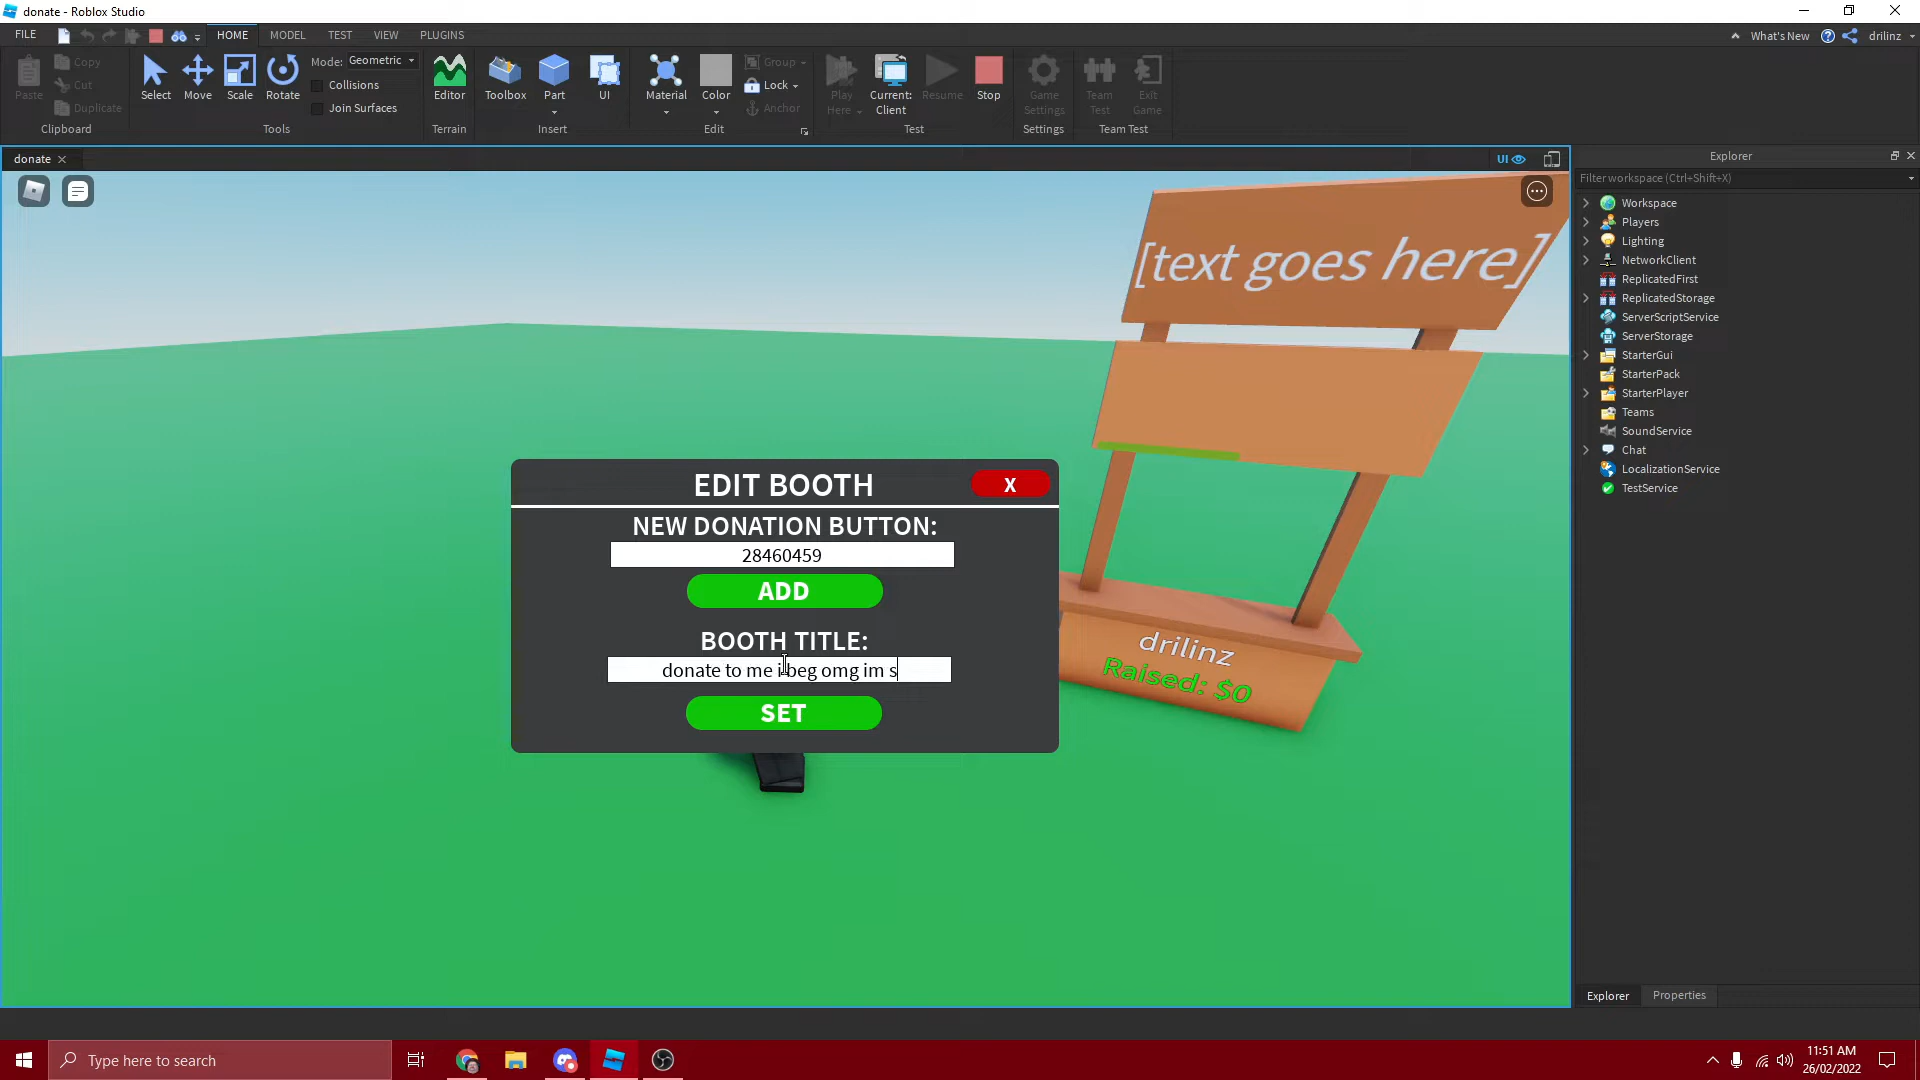 donate - Roblox Studio
FILE HOME MODEL TEST VIEW PLUGINS What's New drilinz
Paste Copy Cut Duplicate
Clipboard
Select Move Scale Rotate
Mode: Geometric
Collisions
Join Surfaces
Tools
Editor
Terrain
Toolbox Part UI
Insert
Material Color Group Lock Anchor
Edit
Play Here Current: Client Resume Stop
Test
Game Settings
Settings
Team Test Exit Game
Team Test
donate
UI
[text goes here]
EDIT BOOTH
X
NEW DONATION BUTTON:
28460459
ADD
BOOTH TITLE:
donate to me i beg omg im s
SET
drilinz
Raised: $0
Explorer
Filter workspace (Ctrl+Shift+X)
Workspace
Players
Lighting
NetworkClient
ReplicatedFirst
ReplicatedStorage
ServerScriptService
ServerStorage
StarterGui
StarterPack
StarterPlayer
Teams
SoundService
Chat
LocalizationService
TestService
Explorer Properties
Type here to search
11:51 AM
26/02/2022